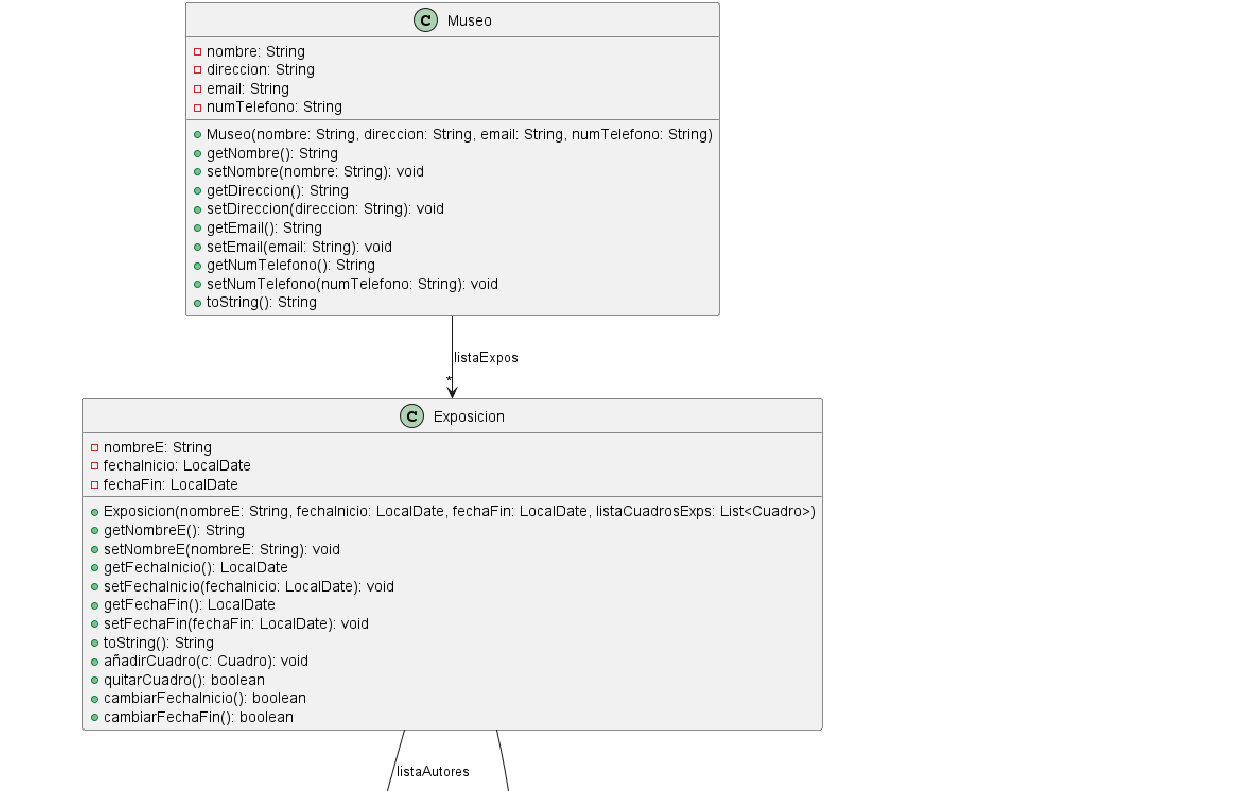 C Museo
nombre: String
direccion: String
email: String
numTelefono: String
Museo(nombre: String, direccion: String, email: String, numTelefono: String)
getNombre(): String
setNombre(nombre: String): void
getDireccion(): String
setDireccion(direccion: String): void
getEmail(): String
setEmail(email: String): void
getNumTelefono(): String
setNumTelefono(numTelefono: String): void
toString(): String
listaExpos
*
C Exposicion
nombreE: String
fechaInicio: LocalDate
fechaFin: LocalDate
Exposicion(nombreE: String, fechaInicio: LocalDate, fechaFin: LocalDate, listaCuadrosExps: List<Cuadro>)
getNombreE(): String
setNombreE(nombreE: String): void
getFechaInicio(): LocalDate
setFechaInicio(fechaInicio: LocalDate): void
getFechaFin(): LocalDate
setFechaFin(fechaFin: LocalDate): void
toString(): String
añadirCuadro(c: Cuadro): void
quitarCuadro(): boolean
cambiarFechaInicio(): boolean
cambiarFechaFin(): boolean
listaAutores